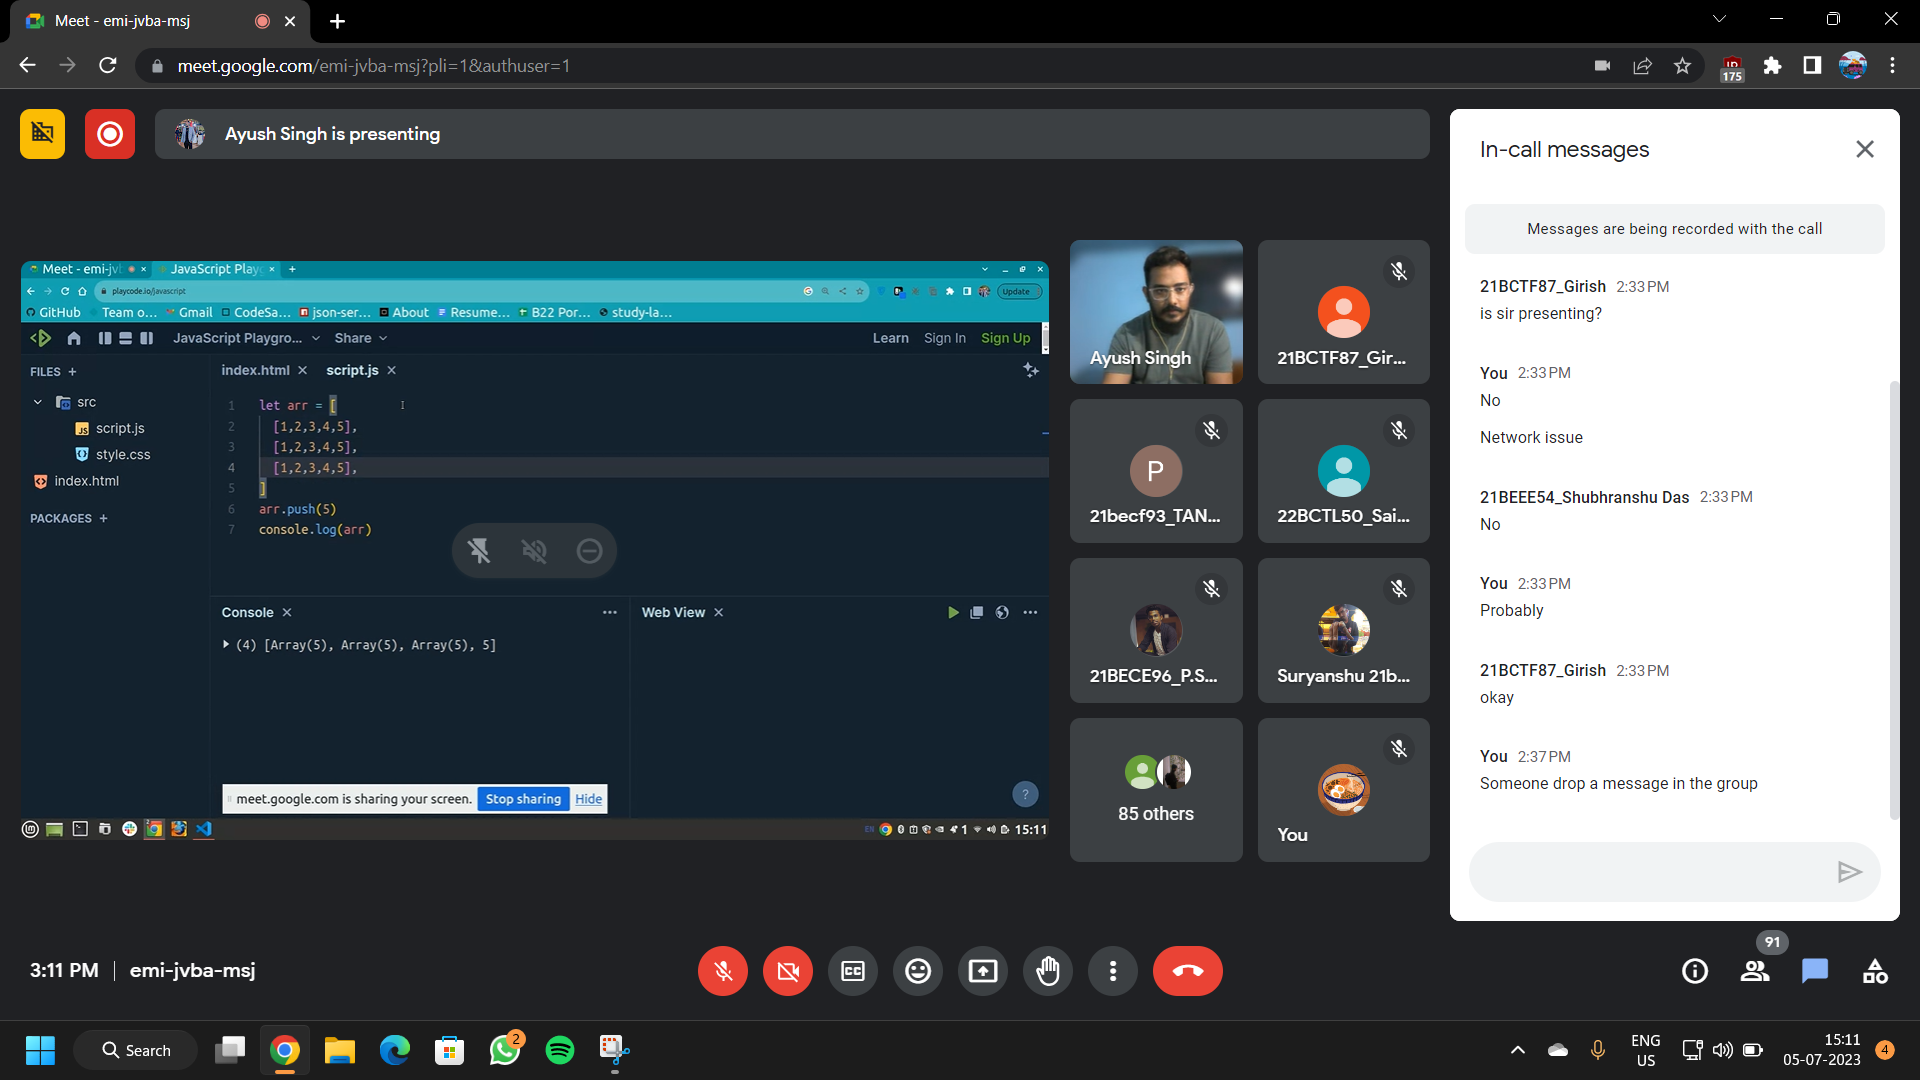 Meet - emi-jvba-msj
meet.google.com/emi-jvba-msj?pli=1&authuser=1
175
Ayush Singh is presenting
Meet - emi-jvb
JavaScript Playg
playcode.io/javascript
Update
GitHub
Team o...
Gmail
CodeSa...
json-ser...
About
Resume...
B22 Por...
study-la...
JavaScript Playgro...
Share
Learn
Sign In
Sign Up
FILES +
index.html
script.js
src
script.js
style.css
index.html
PACKAGES +
1 let arr = [
2 [1,2,3,4,5],
3 [1,2,3,4,5],
4 [1,2,3,4,5],
5 ]
6 arr.push(5)
7 console.log(arr)
Console
Web View
(4) [Array(5), Array(5), Array(5), 5]
meet.google.com is sharing your screen.
Stop sharing
Hide
?
EN
1
15:11
Ayush Singh
21BCTF87_Gir...
P
21becf93_TAN...
22BCTL50_Sai...
21BECE96_P.S...
Suryanshu 21b...
85 others
You
In-call messages
Messages are being recorded with the call
21BCTF87_Girish 2:33 PM
is sir presenting?
You 2:33 PM
No
Network issue
21BEEE54_Shubhranshu Das 2:33 PM
No
You 2:33 PM
Probably
21BCTF87_Girish 2:33 PM
okay
You 2:37 PM
Someone drop a message in the group
3:11 PM
emi-jvba-msj
91
Search
2
ENG
US
15:11
05-07-2023
4